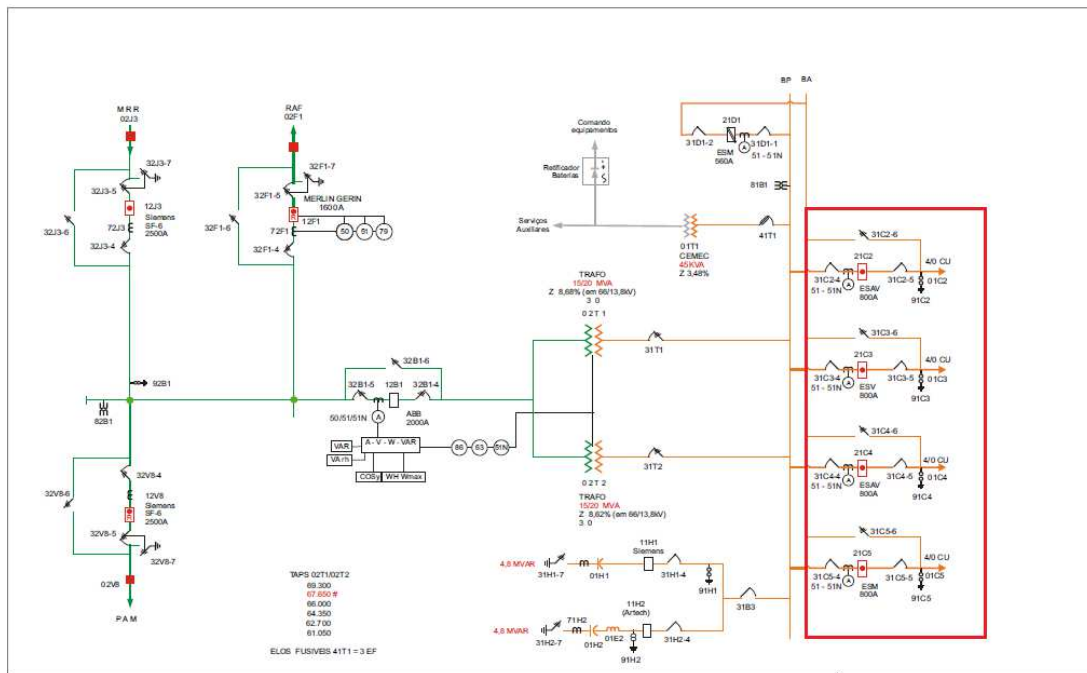 BP BA
MRR
02J3
RAF
02F1
32J3-7
32J3-5
12J3
Siemens
SF-6
2500A
72J3
32J3-6
32J3-4
32F1-7
32F1-5
MERLIN GERIN
1600A
12F1
72F1
50 51 79
32F1-6
32F1-4
Comando
equipamentos
Retificador
Baterias
Serviços
Auxiliares
01T1
CEMEC
45KVA
Z 3,48%
41T1
21D1
31D1-2
31D1-1
ESM
560A
A
51 - 51N
81B1
TRAFO
15/20 MVA
Z 8,68% (em 66/13,8kV)
3 0
02T 1
31T1
92B1
82B1
32B1-6
32B1-5
12B1
32B1-4
50/51/51N
A
ABB
2000A
A - V - W - VAR
VAR
VArh
WH Wmax
86 63 51N
31T2
02T 2
TRAFO
15/20 MVA
Z 8,62% (em 66/13,8kV)
3 0
32V8-4
32V8-6
12V8
Siemens
SF-6
2500A
32V8-5
32V8-7
02V8
PAM
TAPS 02T1/02T2
69.300
67.650 #
66.000
64.350
62.700
61.050
ELOS FUSIVEIS 41T1 = 3 EF
11H1
Siemens
4,8 MVAR
31H1-7
01H1
31H1-4
91H1
31B3
11H2
(Artech)
4,8 MVAR
71H2
31H2-7
01H2
01E2
31H2-4
91H2
31C2-6
21C2
4/0 CU
31C2-4
31C2-5
01C2
51 - 51N
A
ESAV
800A
91C2
31C3-6
21C3
4/0 CU
31C3-4
31C3-5
01C3
51 - 51N
A
ESV
800A
91C3
31C4-6
21C4
4/0 CU
31C4-4
31C4-5
01C4
51 - 51N
A
ESAV
800A
91C4
31C5-6
21C5
4/0 CU
31C5-4
31C5-5
01C5
51 - 51N
A
ESM
800A
91C5